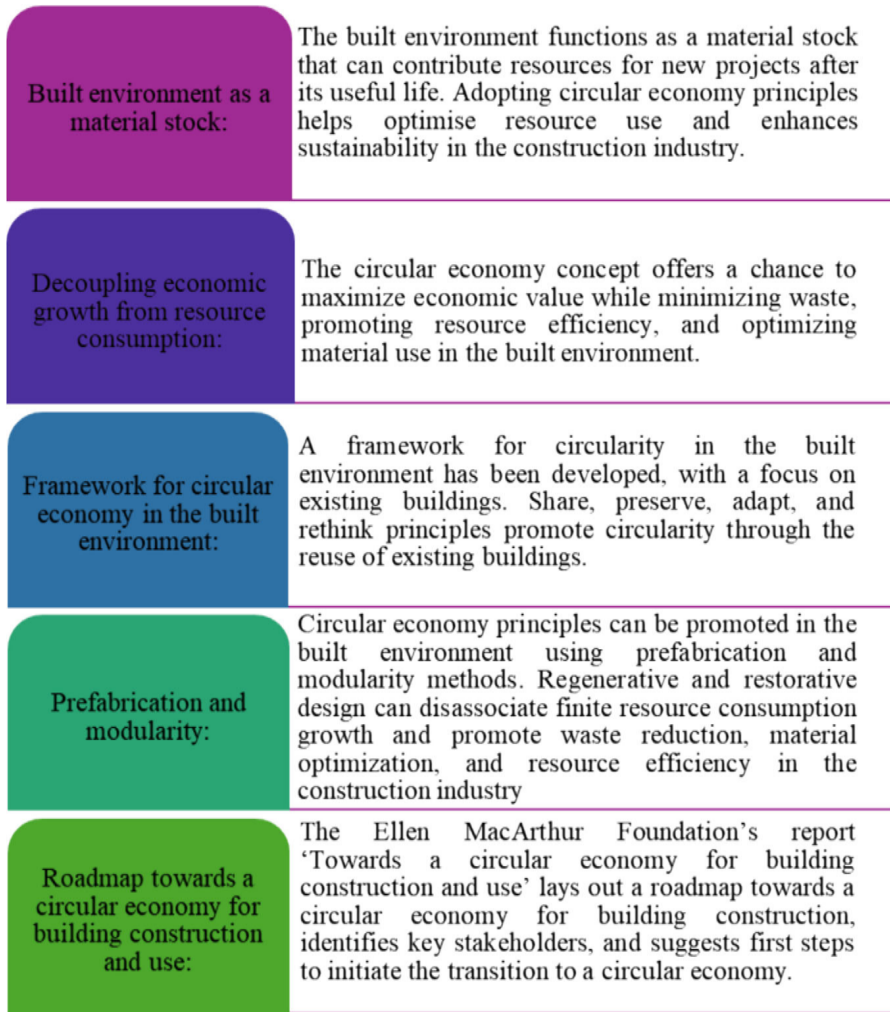 Built environment as a
material stock:
The built environment functions as a material stock
that can contribute resources for new projects after
its useful life. Adopting circular economy principles
helps optimise resource use and enhances
sustainability in the construction industry.
Decoupling economic
growth from resource
consumption:
The circular economy concept offers a chance to
maximize economic value while minimizing waste,
promoting resource efficiency, and optimizing
material use in the built environment.
Framework for circular
economy in the built
environment:
A framework for circularity in the built
environment has been developed, with a focus on
existing buildings. Share, preserve, adapt, and
rethink principles promote circularity through the
reuse of existing buildings.
Prefabrication and
modularity:
Circular economy principles can be promoted in the
built environment using prefabrication and
modularity methods. Regenerative and restorative
design can disassociate finite resource consumption
growth and promote waste reduction, material
optimization, and resource efficiency in the
construction industry
Roadmap towards a
circular economy for
building construction
and use:
The Ellen MacArthur Foundation’s report
‘Towards a circular economy for building
construction and use’ lays out a roadmap towards a
circular economy for building construction,
identifies key stakeholders, and suggests first steps
to initiate the transition to a circular economy.